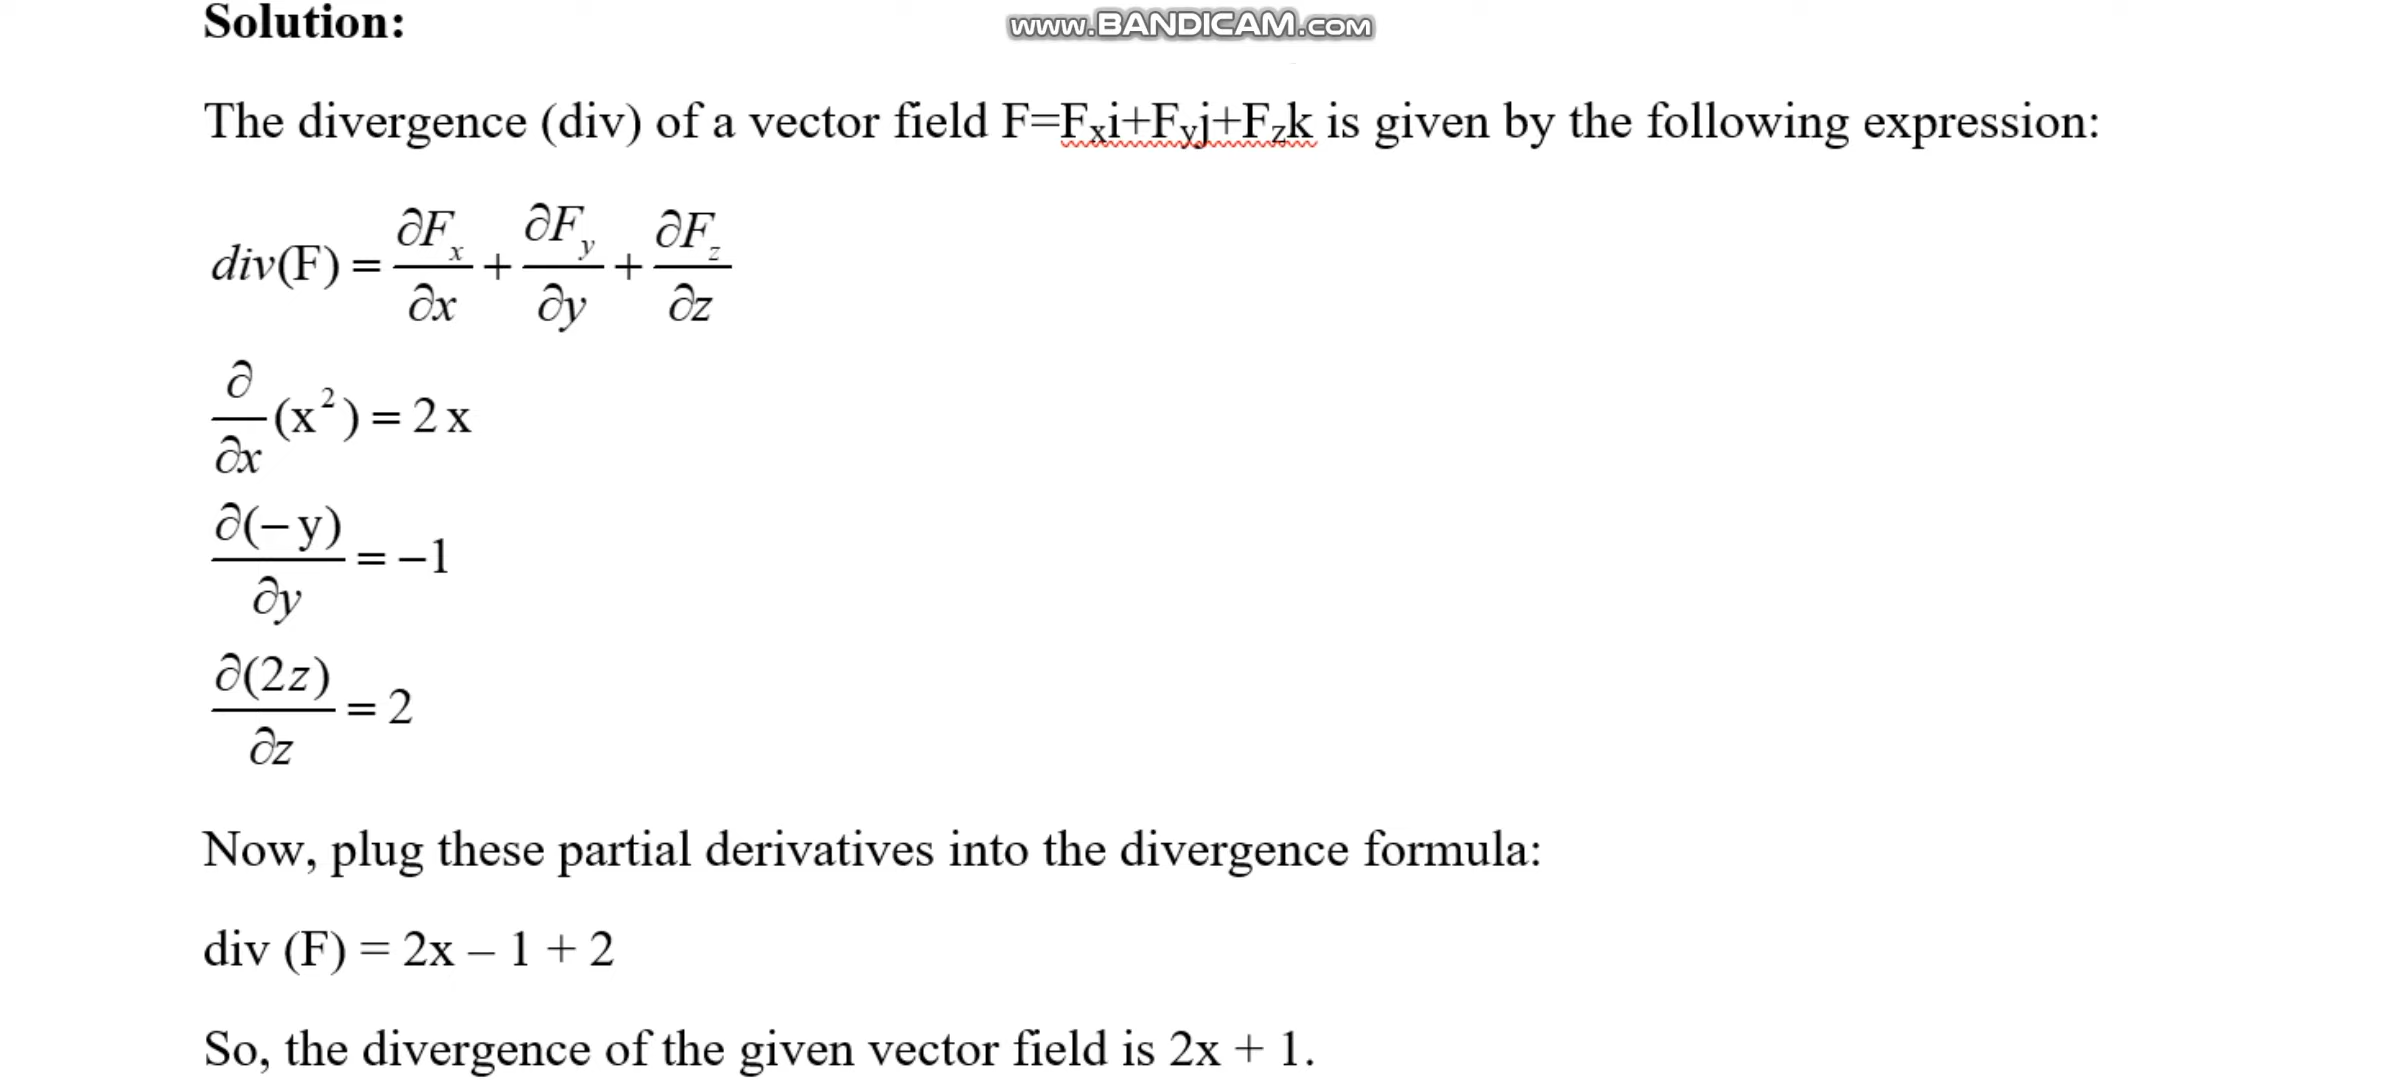 Solution:
www.BANDICAM.com
The divergence (div) of a vector field F=Fxi+Fyj+Fzk is given by the following expression:
div(F) = ∂Fx/∂x + ∂Fy/∂y + ∂Fz/∂z
∂/∂x (x²) = 2x
∂(−y)/∂y = −1
∂(2z)/∂z = 2
Now, plug these partial derivatives into the divergence formula:
div (F) = 2x – 1 + 2
So, the divergence of the given vector field is 2x + 1.